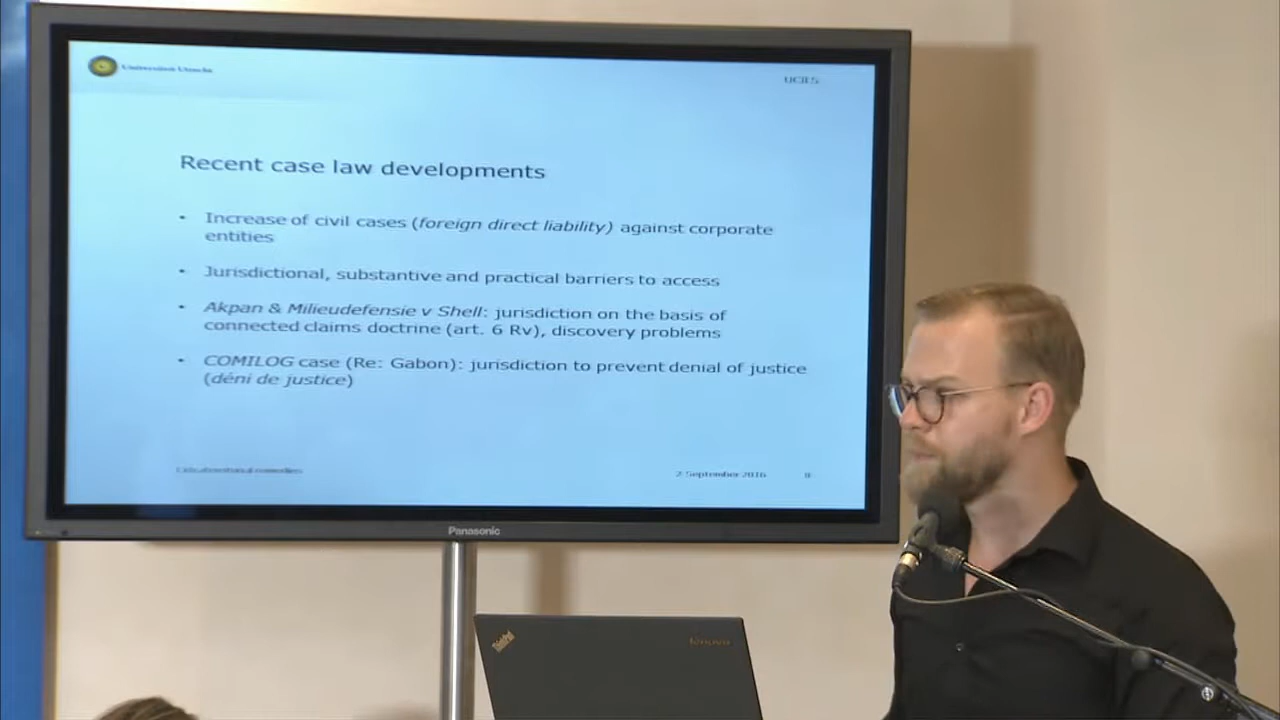 Universiteit Utrecht
UCILS
Recent case law developments
• Increase of civil cases (foreign direct liability) against corporate
entities
• Jurisdictional, substantive and practical barriers to access
• Akpan & Milieudefensie v Shell: jurisdiction on the basis of
connected claims doctrine (art. 6 Rv), discovery problems
• COMILOG case (Re: Gabon): jurisdiction to prevent denial of justice
(déni de justice)
Extraterritorial remedies
2 September 2016
Panasonic
ThinkPad
lenovo